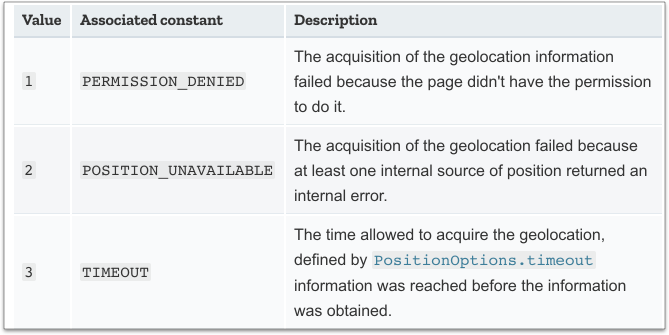 Value Associated constant Description
The acquisition of the geolocation information
failed because the page didn't have the permission
to do it.
1 PERMISSION_DENIED
The acquisition of the geolocation failed because
at least one internal source of position returned an
internal error.
2 POSITION_UNAVAILABLE
The time allowed to acquire the geolocation,
defined by PositionOptions.timeout
information was reached before the information
was obtained.
3 TIMEOUT